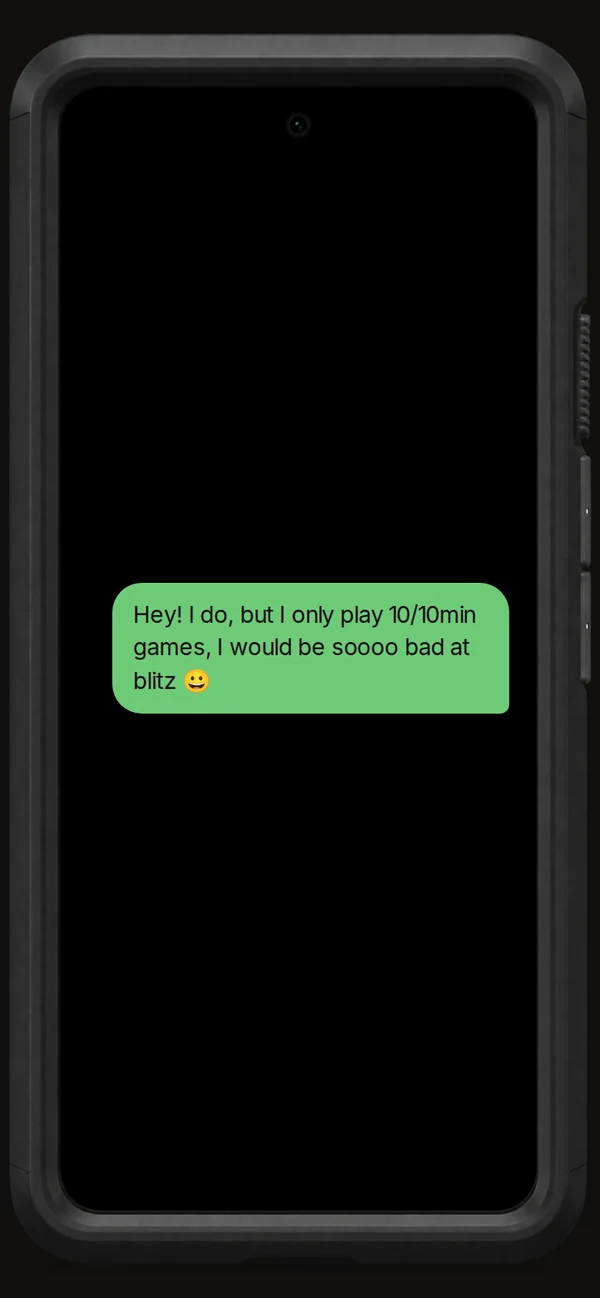 Hey! I do, but I only play 10/10min
games, I would be soooo bad at
blitz 😀